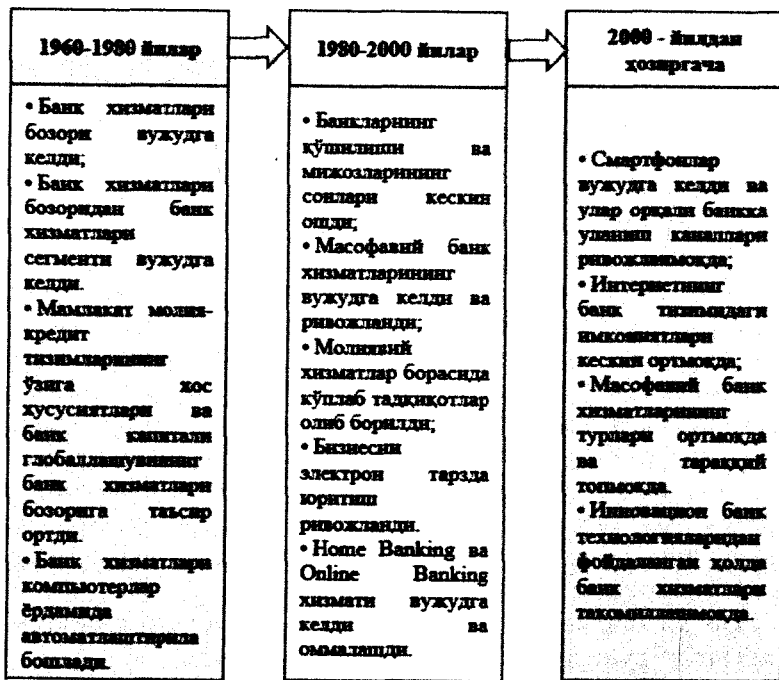 1960-1980 йилар
• Банк хизматлари
бозори вужудга
келди;
• Банк хизматлари
бозоридан банк
хизматлари
сегменти вужудга
келди.
• Мамлакат молия-
кредит
тизимларининг
ўзига хос
хусусиятлари ва
банк капитали
глобаллашувининг
банк хизматлари
бозорига таъсир
ортди.
• Банк хизматлари
компьютерлар
ёрдамида
автоматлаштирила
бошлади.
1980-2000 йилар
• Банкларнинг
қўшилиши ва
мижозларининг
сонлари кескин
ошди;
• Масофавий банк
хизматларининг
вужудга келди ва
ривожланди;
• Молиявий
хизматлар борасида
кўплаб тадқиқотлар
олиб борилди;
• Бизнесни
электрон тарзда
юритиш
ривожланди.
• Home Banking ва
Online Banking
хизмати вужудга
келди ва
оммалашди.
2000 - йилдан
ҳозиргача
• Смартфонлар
вужудга келди ва
улар орқали банкка
уланиш каналлари
ривожланмоқда;
• Интернетнинг
банк тизимидаги
имкониятлари
кескин ортмоқда;
• Масофавий банк
хизматларининг
турлари ортмоқда
ва тараққий
топмоқда.
• Инновацион банк
технологияларидан
фойдаланган ҳолда
банк хизматлари
такомиллашмоқда.